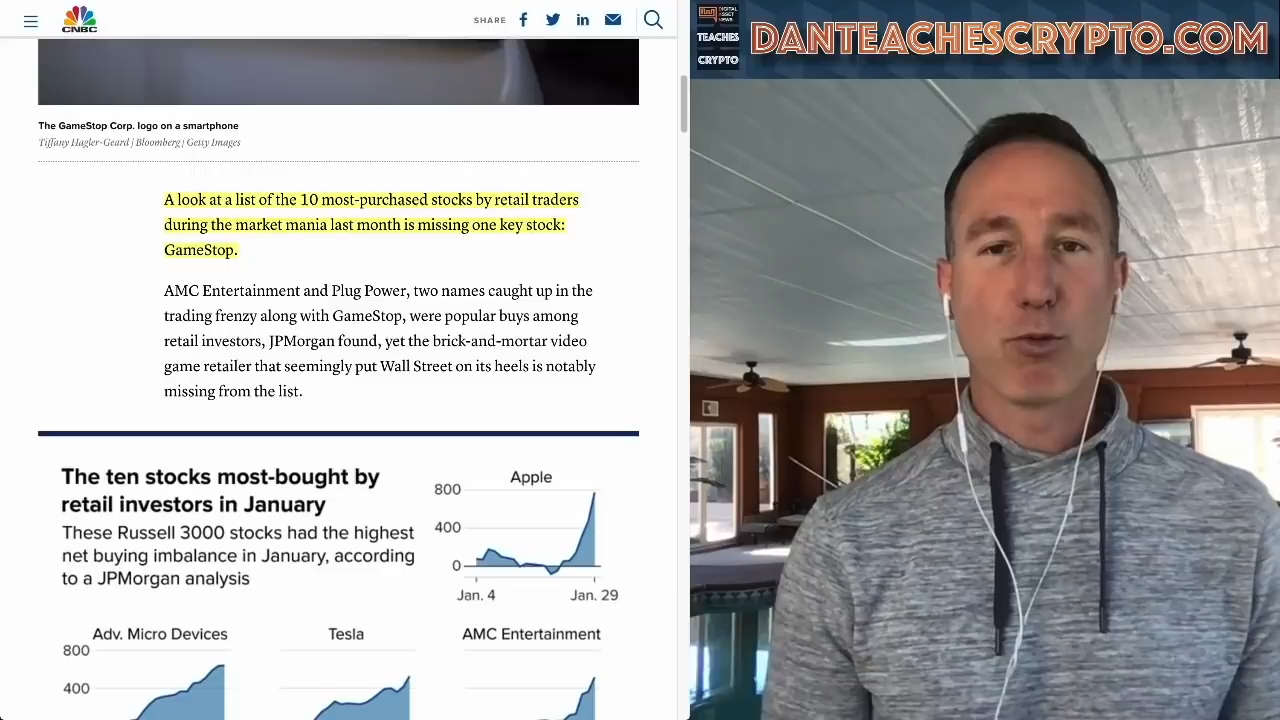 CNBC
SHARE
The GameStop Corp. logo on a smartphone
Tiffany Hagler-Geard | Bloomberg | Getty Images
A look at a list of the 10 most-purchased stocks by retail traders
during the market mania last month is missing one key stock:
GameStop.
AMC Entertainment and Plug Power, two names caught up in the
trading frenzy along with GameStop, were popular buys among
retail investors, JPMorgan found, yet the brick-and-mortar video
game retailer that seemingly put Wall Street on its heels is notably
missing from the list.
The ten stocks most-bought by
retail investors in January
These Russell 3000 stocks had the highest
net buying imbalance in January, according
to a JPMorgan analysis
Apple
800
400
0
Jan. 4 Jan. 29
Adv. Micro Devices Tesla AMC Entertainment
800
400
DIGITAL
ASSET
NEWS
TEACHES
CRYPTO
DANTEACHESCRYPTO.COM